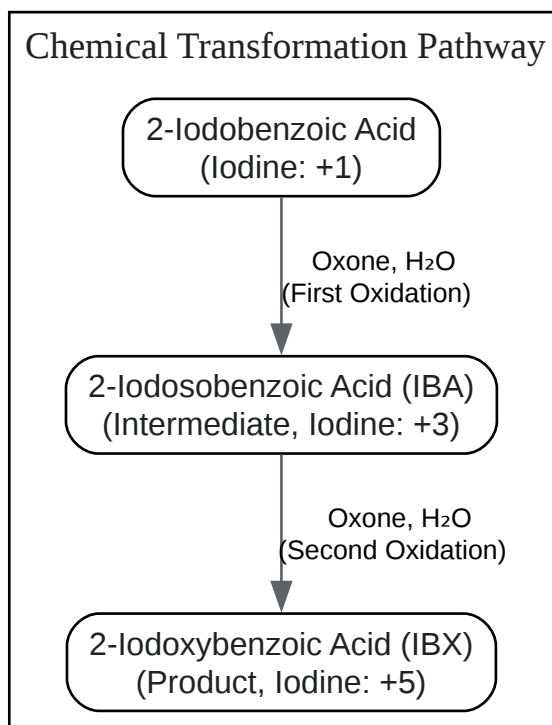 Chemical Transformation Pathway
2-Iodobenzoic Acid
(Iodine: +1)
Oxone, H₂O
(First Oxidation)
2-Iodosobenzoic Acid (IBA)
(Intermediate, Iodine: +3)
Oxone, H₂O
(Second Oxidation)
2-Iodoxybenzoic Acid (IBX)
(Product, Iodine: +5)